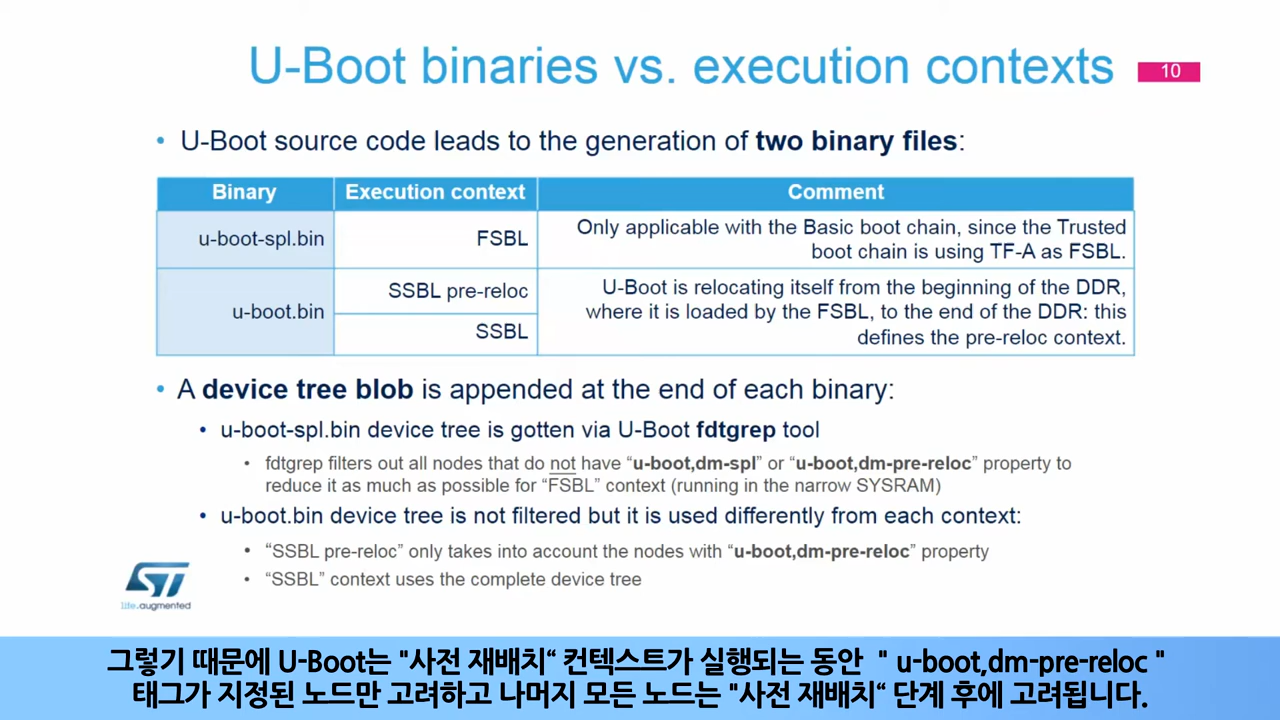 U-Boot binaries vs. execution contexts
10
• U-Boot source code leads to the generation of two binary files:
Binary Execution context Comment
u-boot-spl.bin FSBL Only applicable with the Basic boot chain, since the Trusted
boot chain is using TF-A as FSBL.
u-boot.bin SSBL pre-reloc U-Boot is relocating itself from the beginning of the DDR,
where it is loaded by the FSBL, to the end of the DDR: this
SSBL defines the pre-reloc context.
• A device tree blob is appended at the end of each binary:
• u-boot-spl.bin device tree is gotten via U-Boot fdtgrep tool
• fdtgrep filters out all nodes that do not have “u-boot,dm-spl” or “u-boot,dm-pre-reloc” property to
reduce it as much as possible for “FSBL” context (running in the narrow SYSRAM)
• u-boot.bin device tree is not filtered but it is used differently from each context:
• “SSBL pre-reloc” only takes into account the nodes with “u-boot,dm-pre-reloc” property
• “SSBL” context uses the complete device tree
ST
life.augmented
그렇기 때문에 U-Boot는 "사전 재배치“ 컨텍스트가 실행되는 동안 " u-boot,dm-pre-reloc "
태그가 지정된 노드만 고려하고 나머지 모든 노드는 "사전 재배치“ 단계 후에 고려됩니다.